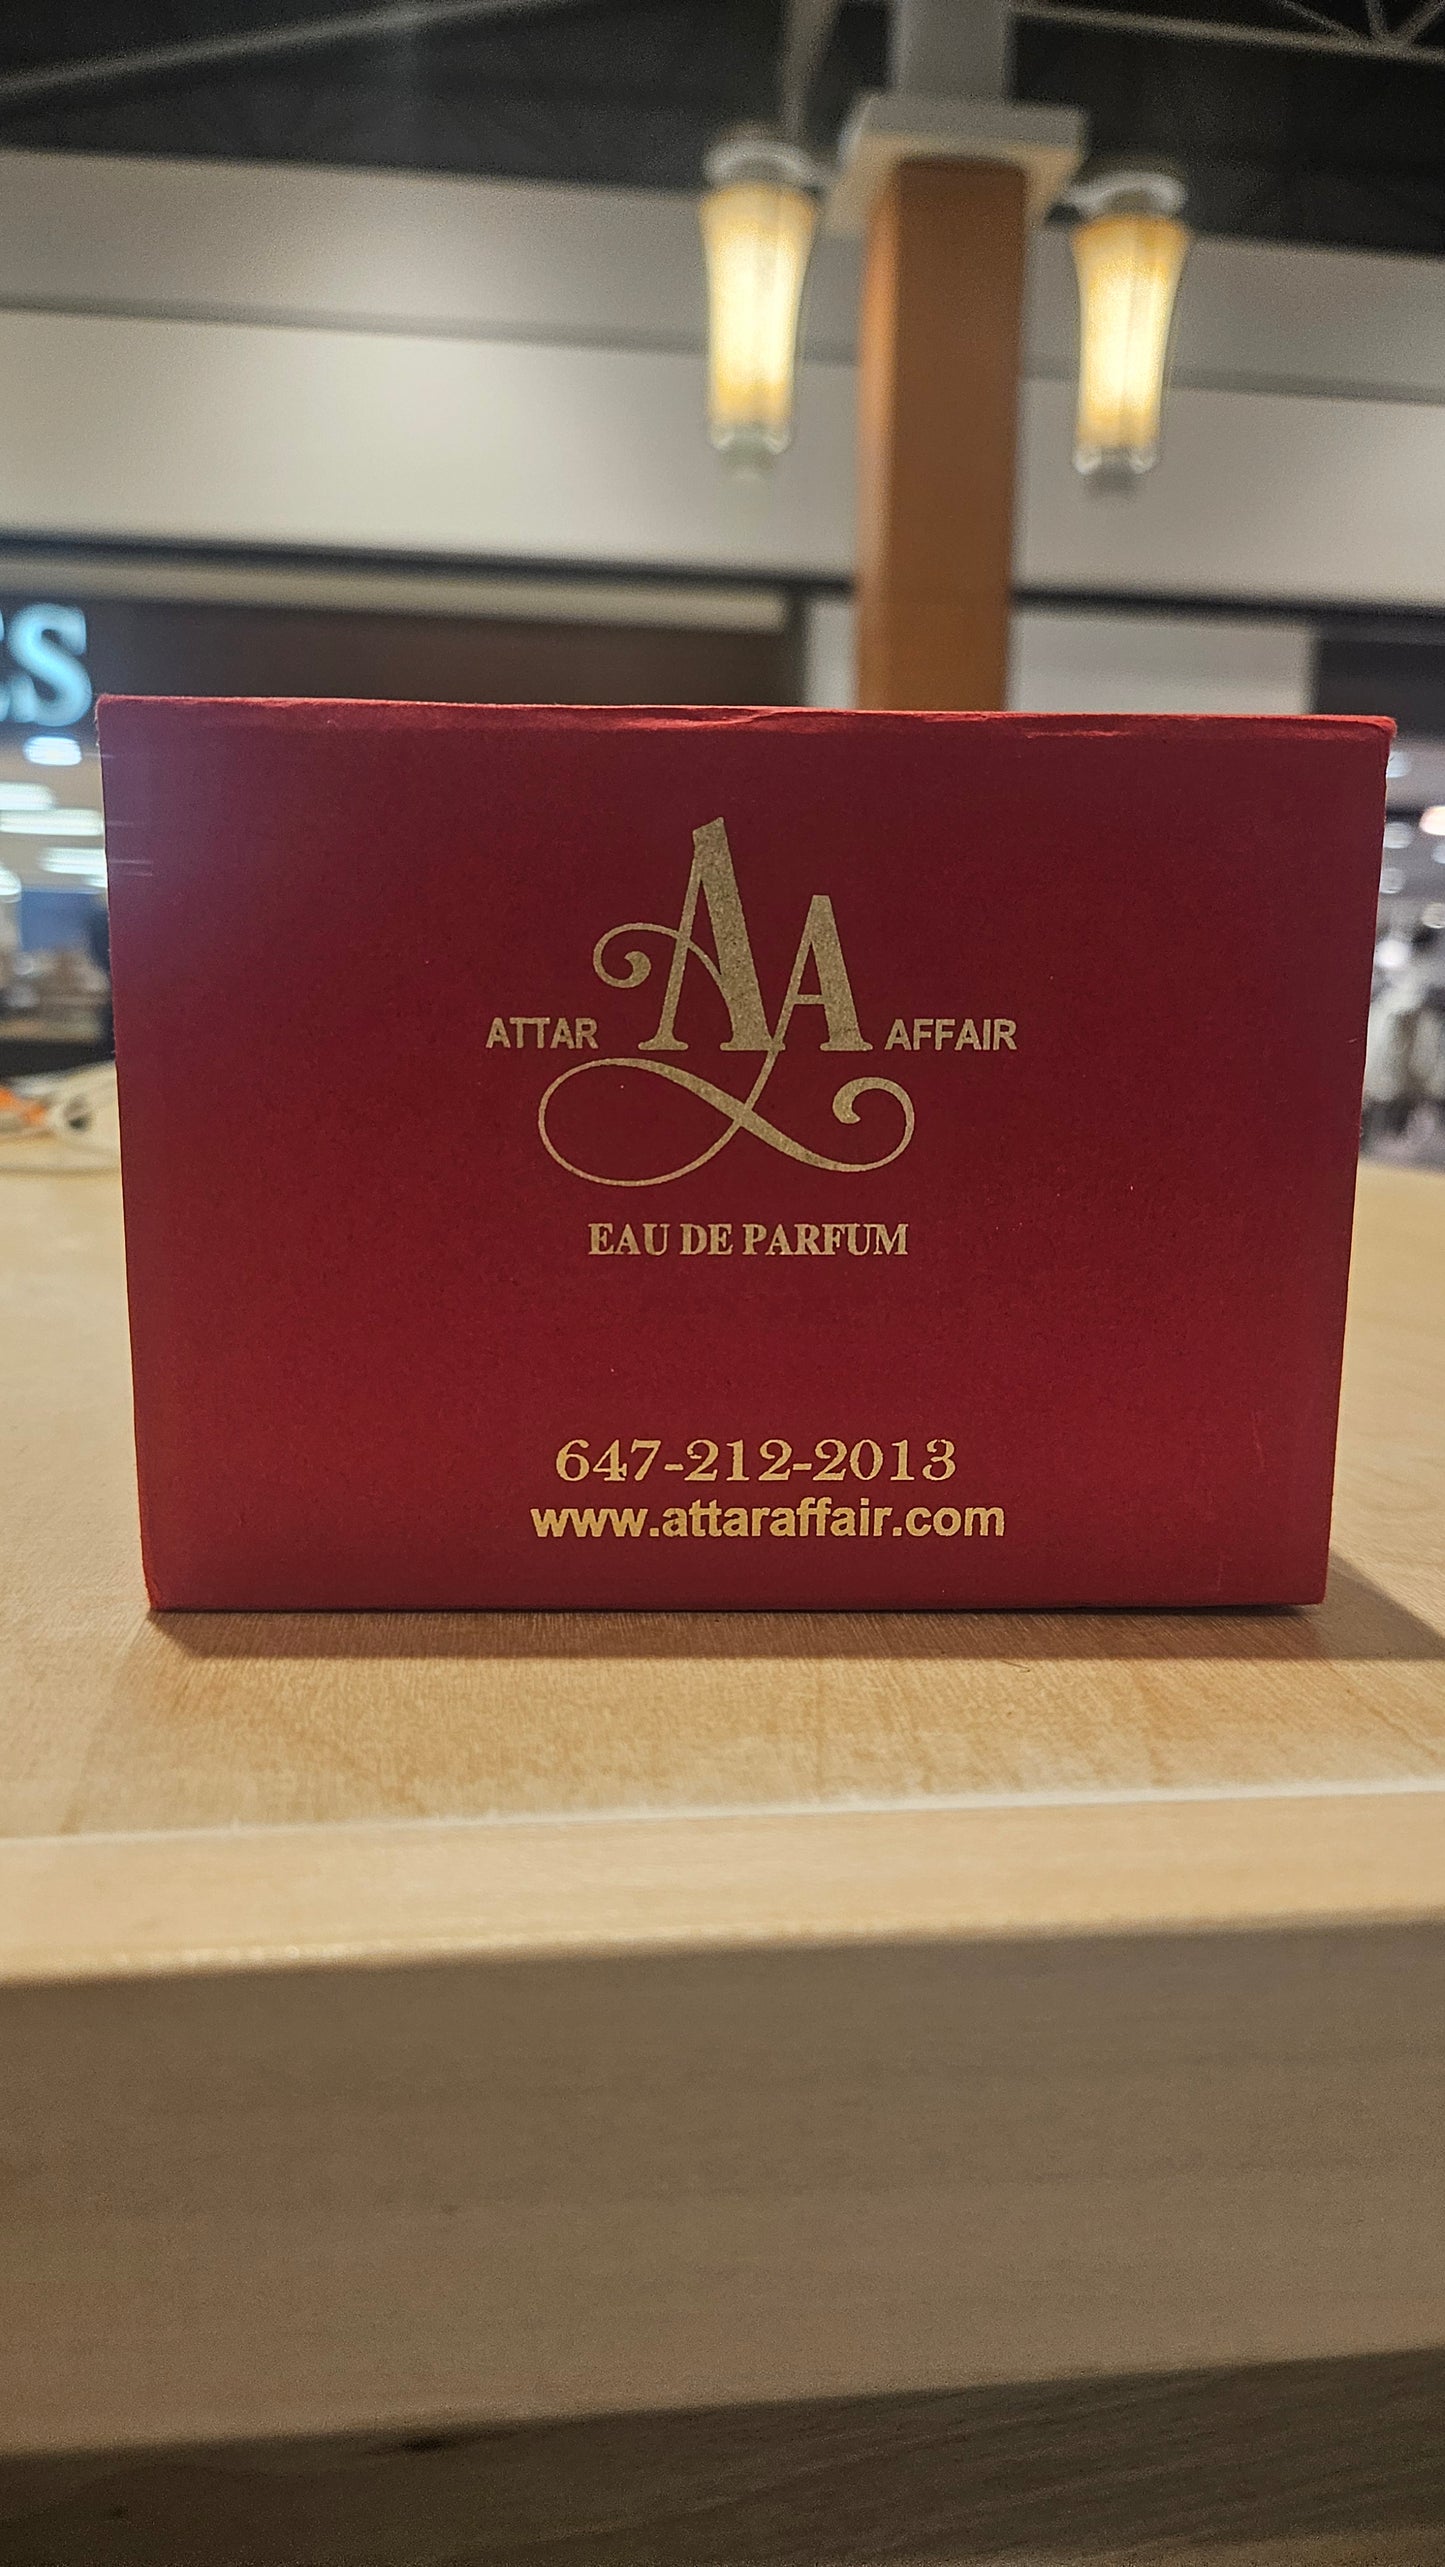 AA
ATTAR AFFAIR
EAU DE PARFUM
647-212-2013
www.attaraffair.com